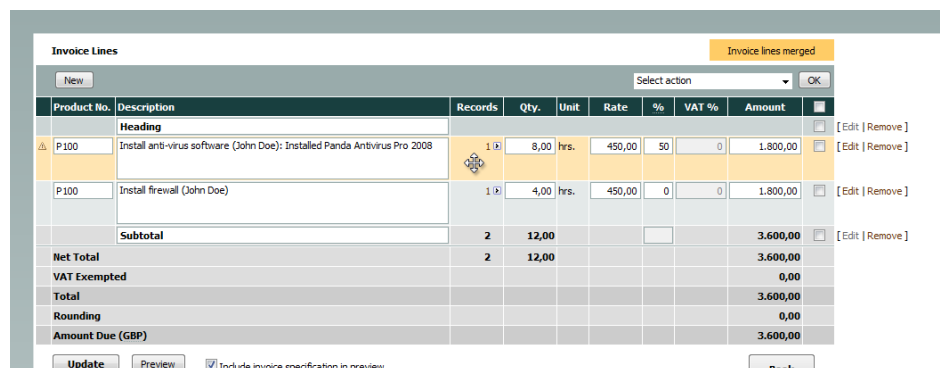 Invoice Lines Invoice lines merged
New Select action OK
Product No. Description Records Qty. Unit Rate % VAT % Amount
Heading [ Edit | Remove ]
P100 Install anti-virus software (John Doe): Installed Panda Antivirus Pro 2008 1 8,00 hrs. 450,00 50 0 1.800,00 [ Edit | Remove ]
P100 Install firewall (John Doe) 1 4,00 hrs. 450,00 0 0 1.800,00 [ Edit | Remove ]
Subtotal 2 12,00 3.600,00 [ Edit | Remove ]
Net Total 2 12,00 3.600,00
VAT Exempted 0,00
Total 3.600,00
Rounding 0,00
Amount Due (GBP) 3.600,00
Update Preview Include invoice specification in preview Back